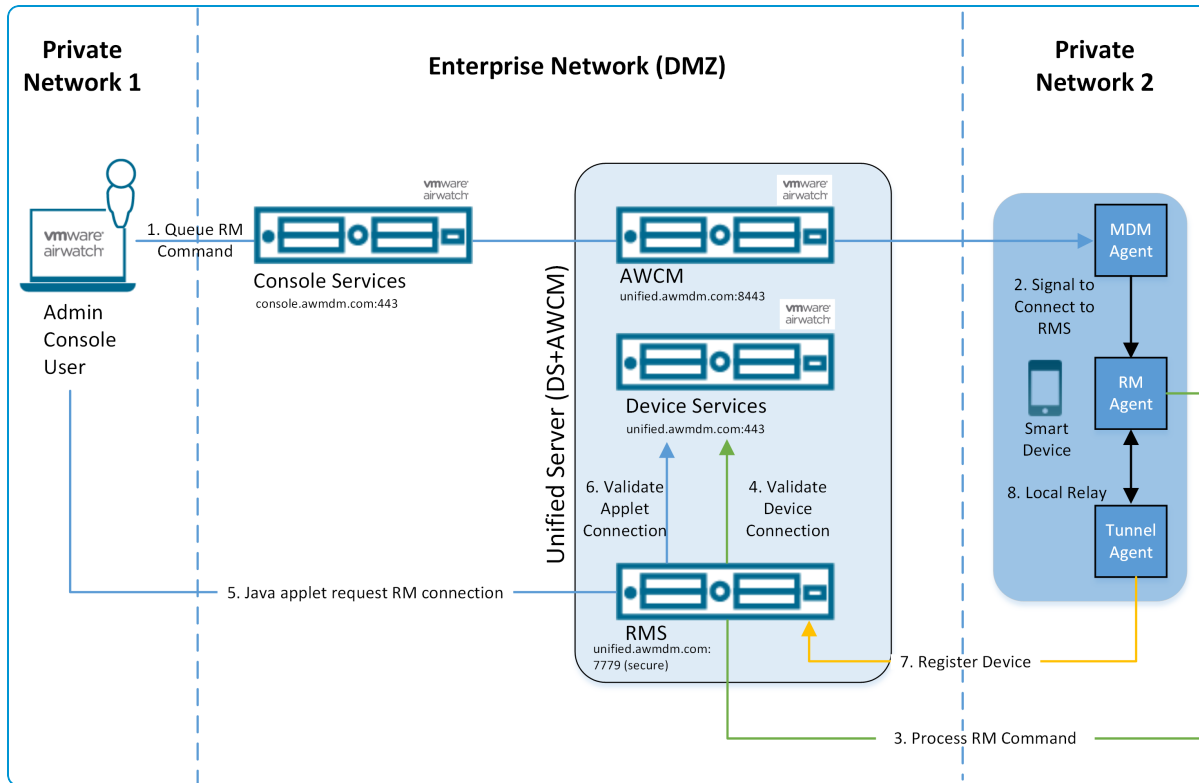 Private
Network 1
Enterprise Network (DMZ)
Private
Network 2
vmware
airwatch
1. Queue RM
Command
Admin
Console
User
vmware
airwatch
Console Services
console.awmdm.com:443
Unified Server (DS+AWCM)
vmware
airwatch
AWCM
unified.awmdm.com:8443
vmware
airwatch
Device Services
unified.awmdm.com:443
6. Validate
Applet
Connection
4. Validate
Device
Connection
5. Java applet request RM connection
RMS
unified.awmdm.com:
7779 (secure)
MDM
Agent
2. Signal to
Connect to
RMS
Smart
Device
RM
Agent
8. Local Relay
Tunnel
Agent
7. Register Device
3. Process RM Command